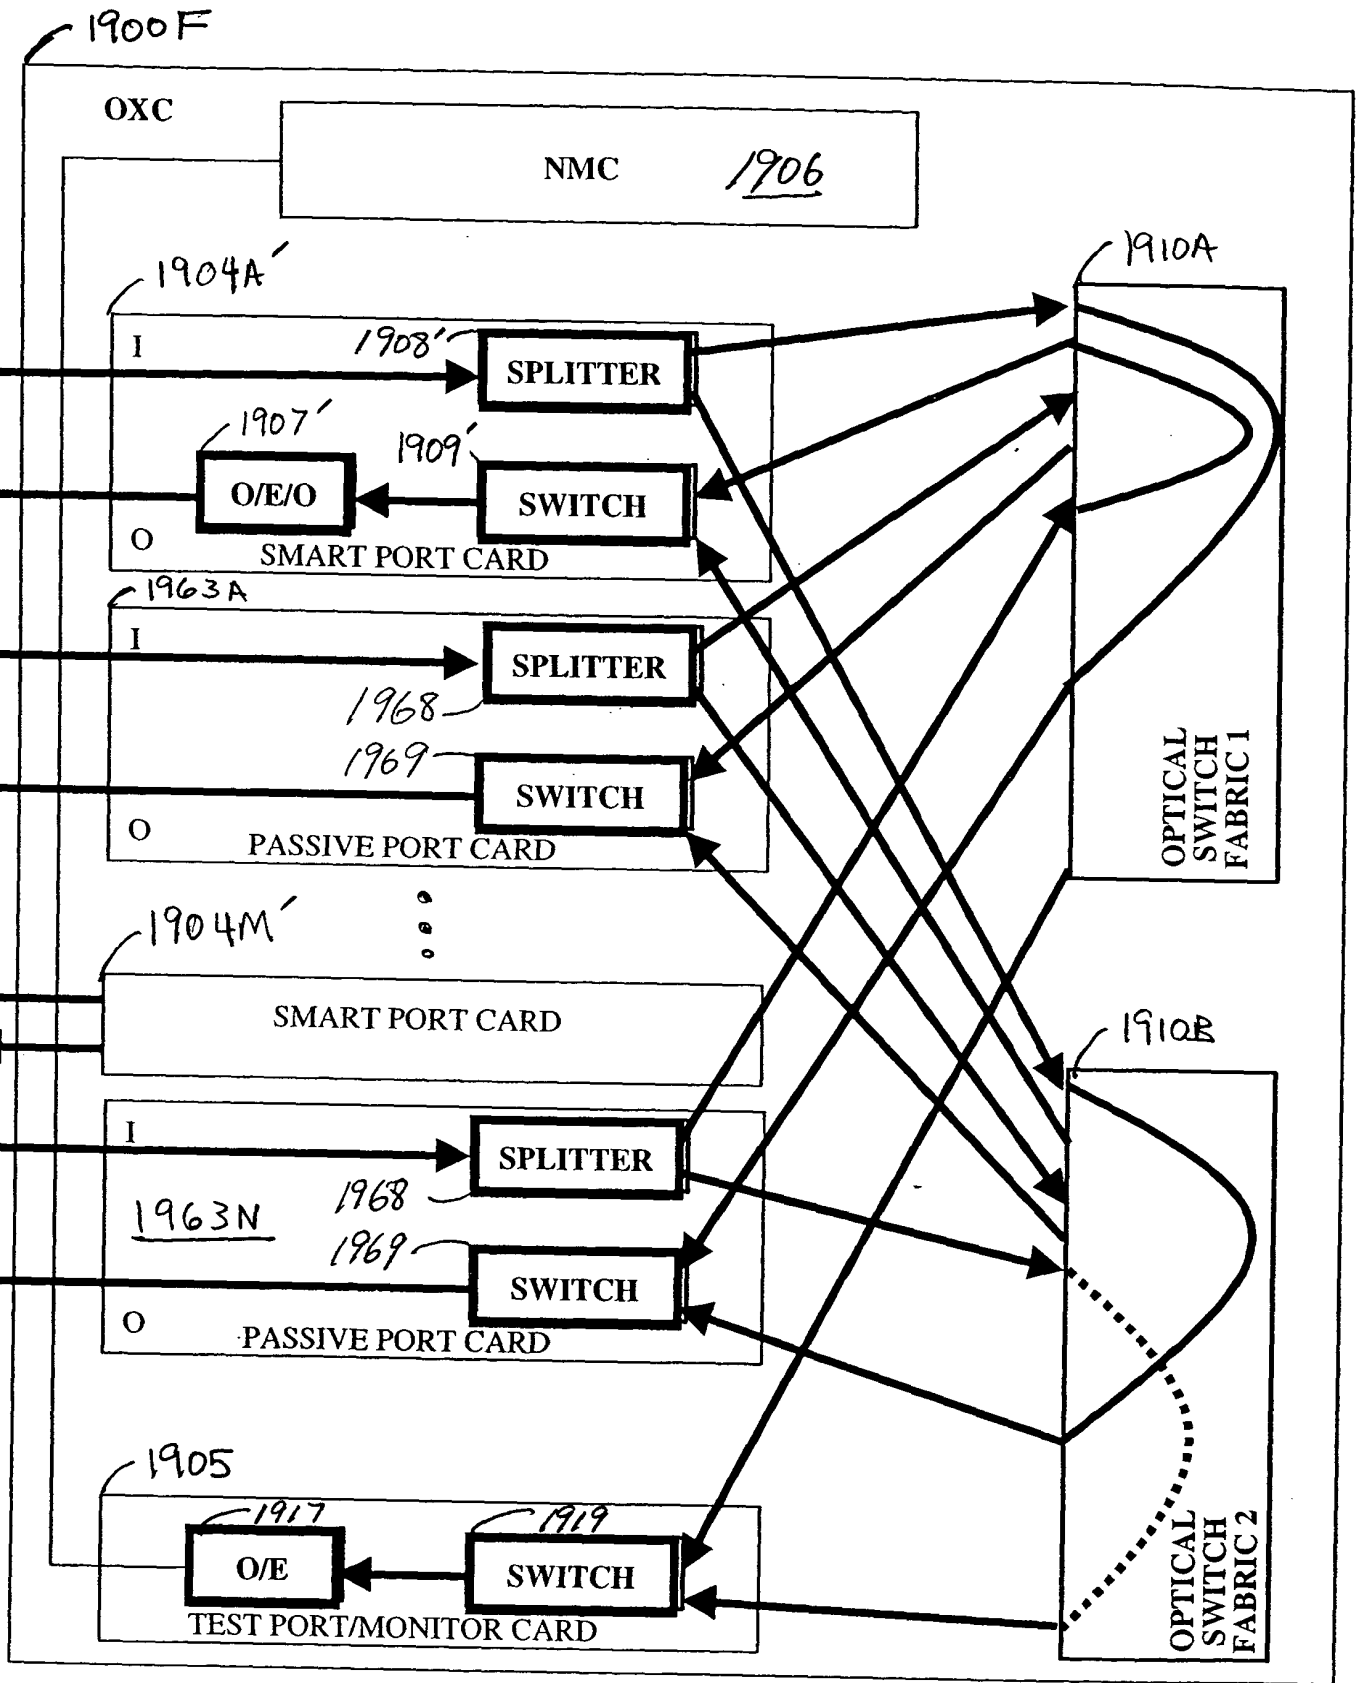 1900F
OXC
NMC 1906
1904A'
1910A
I
1908'
SPLITTER
1907'
1909'
O/E/O
SWITCH
O
SMART PORT CARD
1963A
I
SPLITTER
1968
1969
SWITCH
O
PASSIVE PORT CARD
OPTICAL
SWITCH
FABRIC1
1904M'
SMART PORT CARD
1910B
I
SPLITTER
1968
1963N
1969
SWITCH
O
PASSIVE PORT CARD
1905
1917
1919
O/E
SWITCH
TEST PORT/MONITOR CARD
OPTICAL
SWITCH
FABRIC 2